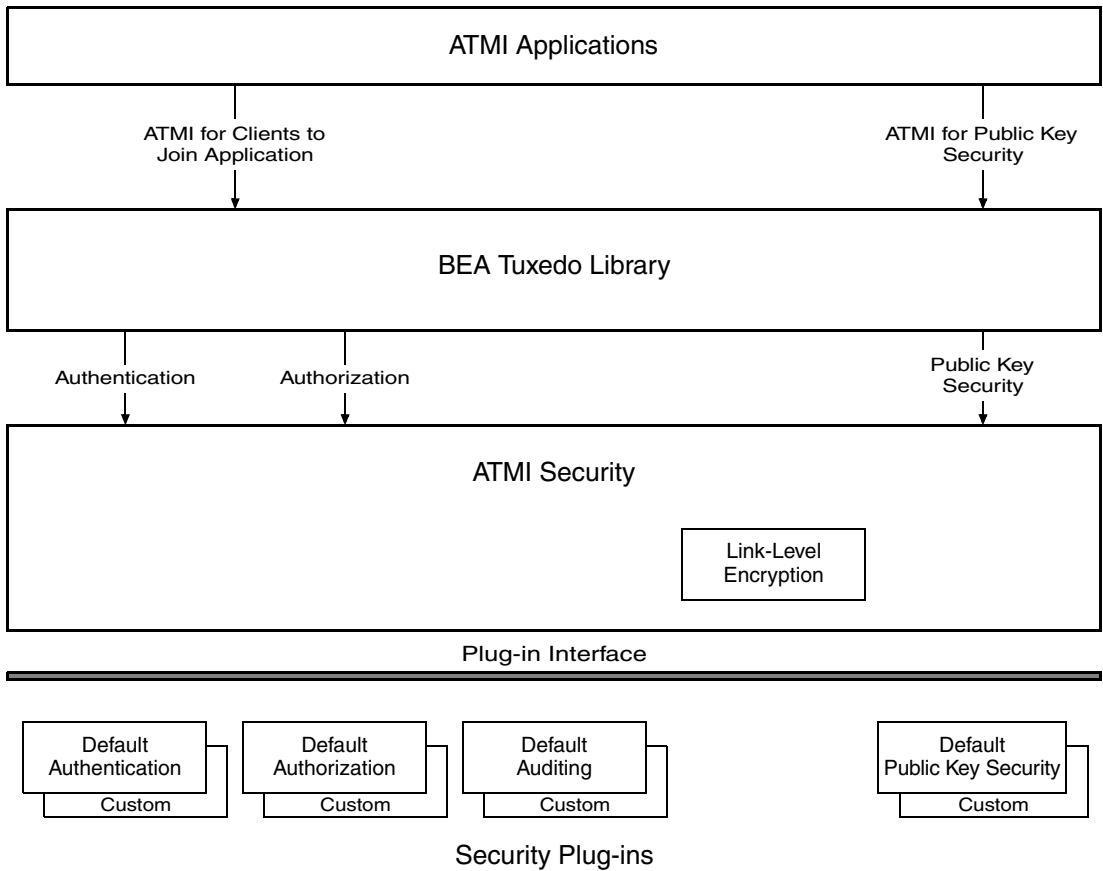 ATMI Applications
ATMI for Clients to
Join Application
ATMI for Public Key
Security
BEA Tuxedo Library
Authentication
Authorization
Public Key
Security
ATMI Security
Link-Level
Encryption
Plug-in Interface
Default
Authentication
Custom
Default
Authorization
Custom
Default
Auditing
Custom
Default
Public Key Security
Custom
Security Plug-ins